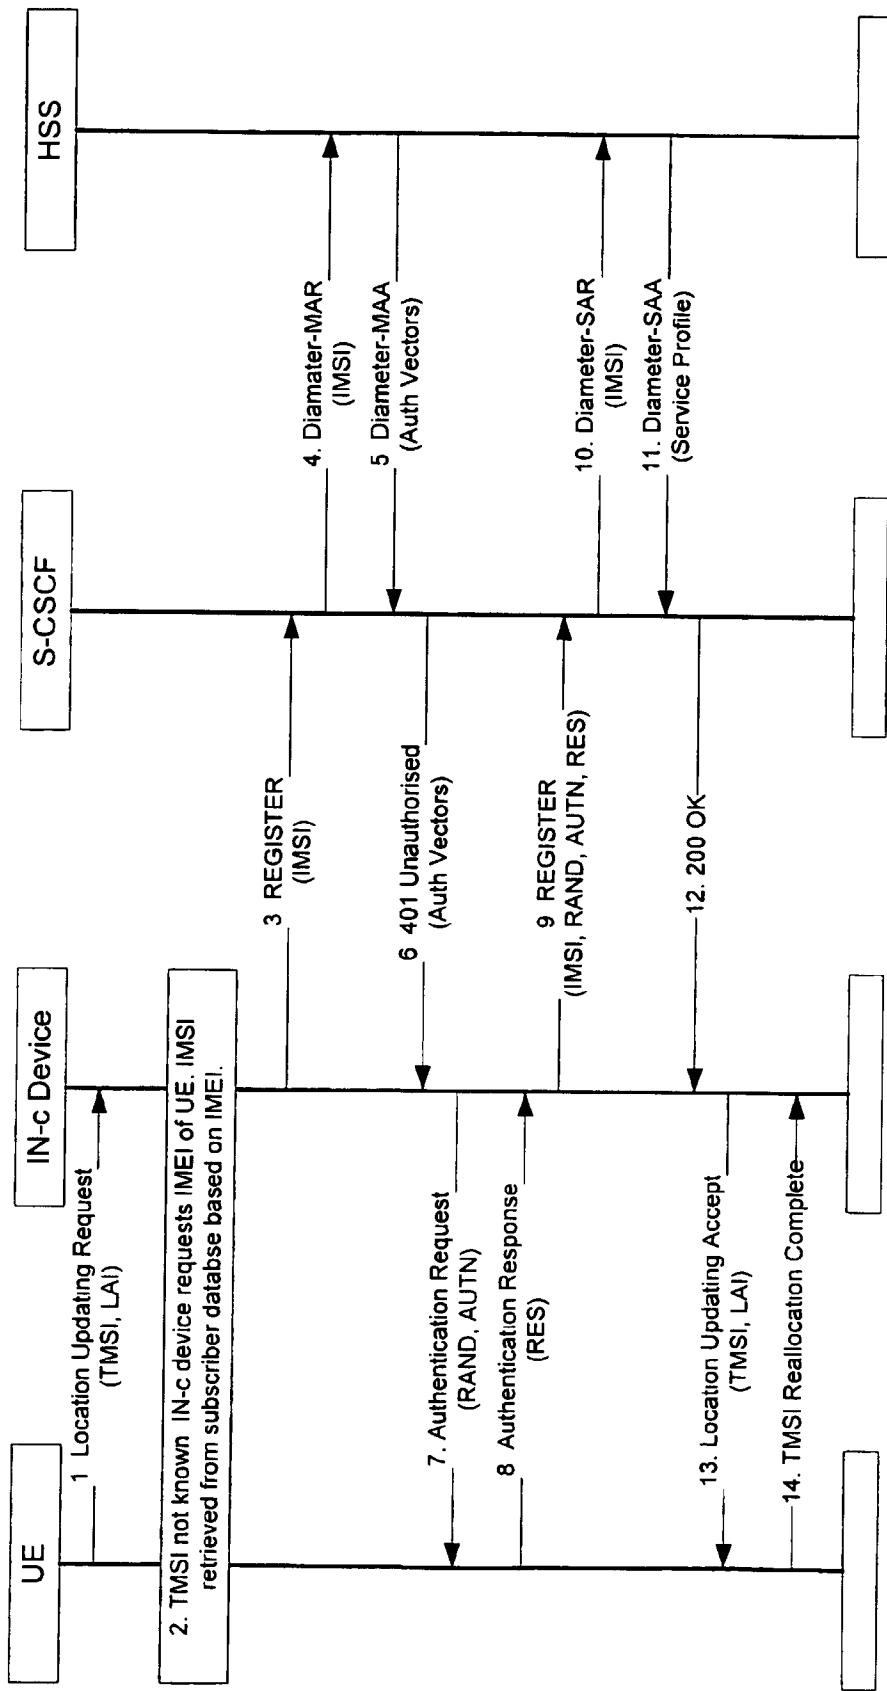 UE
IN-c Device
S-CSCF
HSS
1 Location Updating Request
(TMSI, LAI)
2. TMSI not known IN-c device requests IMEI of UE. IMSI
retrieved from subscriber databse based on IMEI.
3 REGISTER
(IMSI)
4. Diamater-MAR
(IMSI)
5 Diameter-MAA
(Auth Vectors)
6 401 Unauthorised
(Auth Vectors)
7. Authentication Request
(RAND, AUTN)
8 Authentication Response
(RES)
9 REGISTER
(IMSI, RAND, AUTN, RES)
10. Diameter-SAR
(IMSI)
11. Diameter-SAA
(Service Profile)
12. 200 OK
13. Location Updating Accept
(TMSI, LAI)
14. TMSI Reallocation Complete